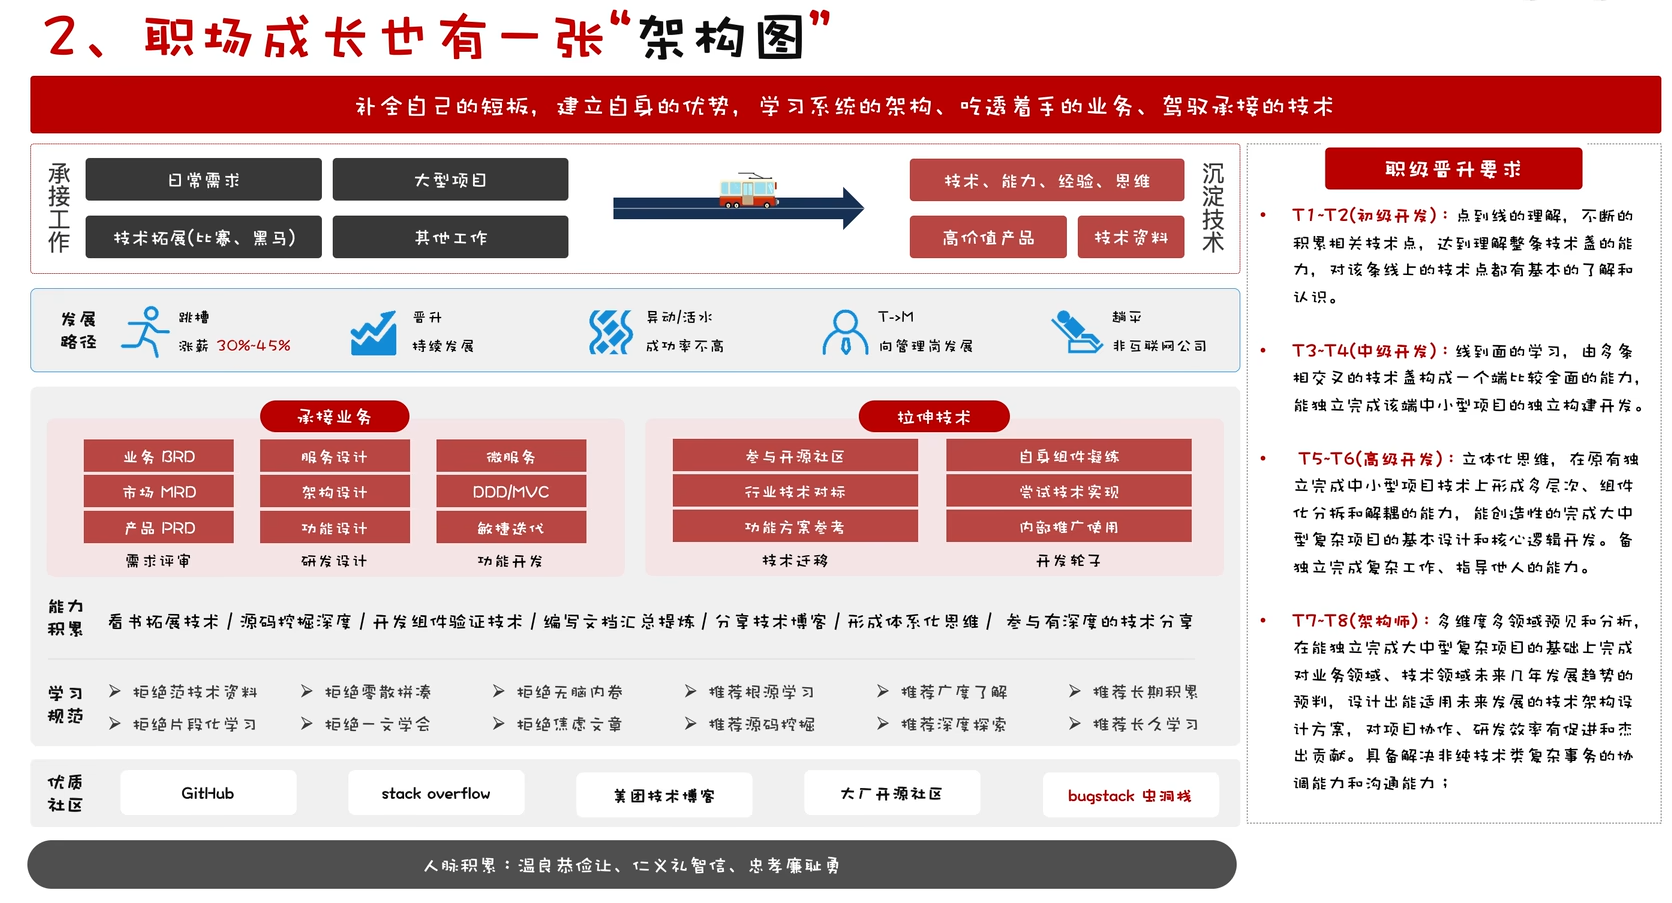 2、职场成长也有一张“架构图”
补全自己的短板，建立自身的优势，学习系统的架构、吃透着手的业务、驾驭承接的技术
承接工作
日常需求
大型项目
技术拓展(比赛、黑马)
其他工作
技术、能力、经验、思维
高价值产品
技术资料
沉淀技术
发展
路径
跳槽
涨薪 30%~45%
晋升
持续发展
异动/活水
成功率不高
T->M
向管理岗发展
趟平
非互联网公司
承接业务
业务 BRD
服务设计
微服务
市场 MRD
架构设计
DDD/MVC
产品 PRD
功能设计
敏捷迭代
需求评审
研发设计
功能开发
拉伸技术
参与开源社区
自身组件凝练
行业技术对标
尝试技术实现
功能方案参考
内部推广使用
技术迁移
开发轮子
能力
积累
看书拓展技术 / 源码挖掘深度 / 开发组件验证技术 / 编写文档汇总提炼 / 分享技术博客 / 形成体系化思维 / 参与有深度的技术分享
学习
规范
➢ 拒绝范技术资料
➢ 拒绝零散拼凑
➢ 拒绝无脑内卷
➢ 推荐根源学习
➢ 推荐广度了解
➢ 推荐长期积累
➢ 拒绝片段化学习
➢ 拒绝一文学会
➢ 拒绝焦虑文章
➢ 推荐源码挖掘
➢ 推荐深度探索
➢ 推荐长久学习
优质
社区
GitHub
stack overflow
美团技术博客
大厂开源社区
bugstack 虫洞栈
人脉积累：温良恭俭让、仁义礼智信、忠孝廉耻勇
职级晋升要求
• T1~T2(初级开发)：点到线的理解，不断的
积累相关技术点，达到理解整条技术盏的能
力，对该条线上的技术点都有基本的了解和
认识。
• T3~T4(中级开发)：线到面的学习，由多条
相交叉的技术盏构成一个端比较全面的能力，
能独立完成该端中小型项目的独立构建开发。
• T5~T6(高级开发)：立体化思维，在原有独
立完成中小型项目技术上形成多层次、组件
化分拆和解耦的能力，能创造性的完成大中
型复杂项目的基本设计和核心逻辑开发。备
独立完成复杂工作、指导他人的能力。
• T7~T8(架构师)：多维度多领域预见和分析，
在能独立完成大中型复杂项目的基础上完成
对业务领域、技术领域未来几年发展趋势的
预判，设计出能适用未来发展的技术架构设
计方案，对项目协作、研发效率有促进和杰
出贡献。具备解决非纯技术类复杂事务的协
调能力和沟通能力；